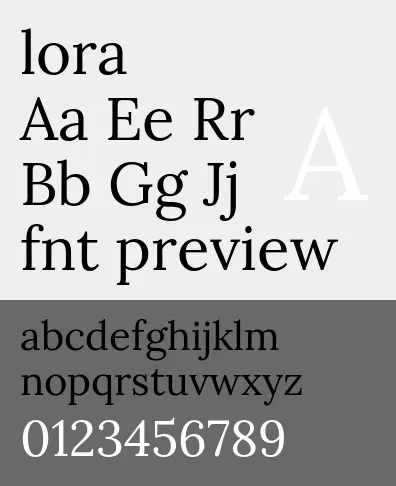 lora
Aa Ee Rr
A
Bb Gg Jj
fnt preview
abcdefghijklm
nopqrstuvwxyz
0123456789